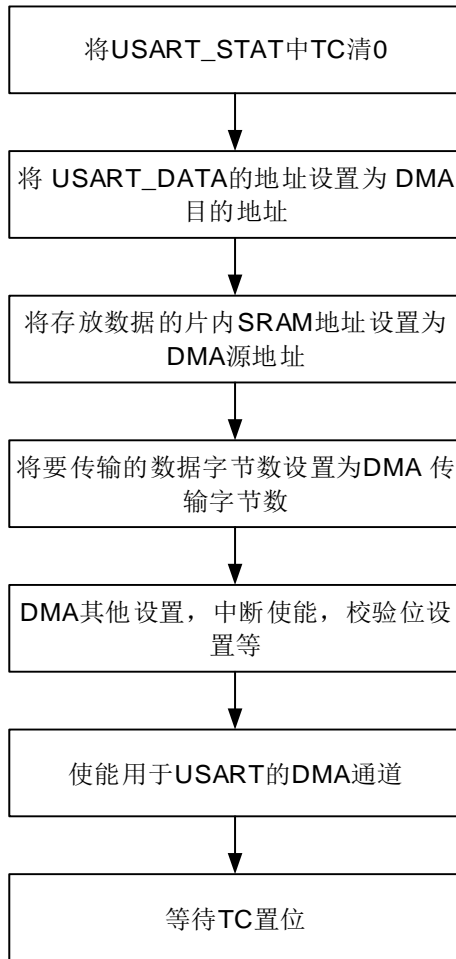 将USART_STAT中TC清0
将 USART_DATA的地址设置为 DMA
目的地址
将存放数据的片内SRAM地址设置为
DMA源地址
将要传输的数据字节数设置为DMA 传
输字节数
DMA其他设置，中断使能，校验位设
置等
使能用于USART的DMA通道
等待TC置位